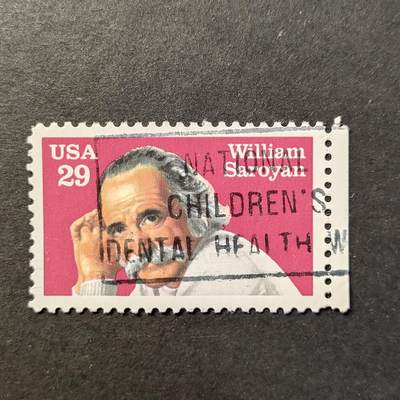 USA
29
William
Saroyan
NATIONAL
CHILDREN'S
DENTAL HEALTH